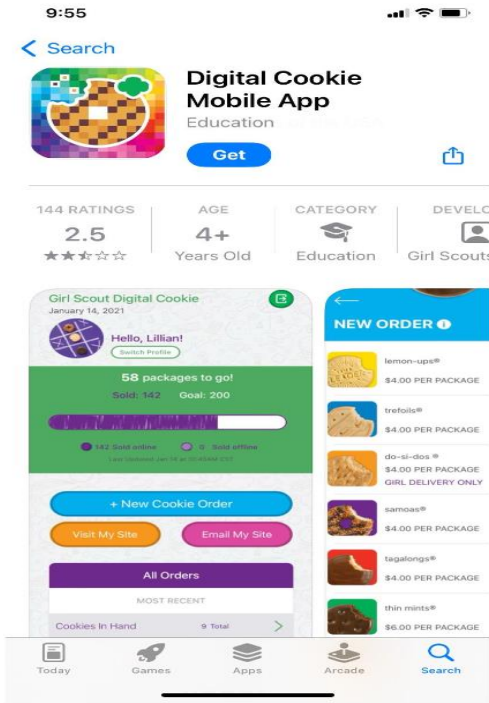 9:55
Search
Digital Cookie
Mobile App
Education
Get
144 RATINGS
2.5
AGE
4+
Years Old
CATEGORY
Education
DEVELO
Girl Scouts
Girl Scout Digital Cookie
January 14, 2021
Hello, Lillian!
Switch Profile
58 packages to go!
Sold: 142 Goal: 200
142 Sold online 0 Sold offline
+ New Cookie Order
Visit My Site
Email My Site
All Orders
MOST RECENT
Cookies In Hand 9 Total
NEW ORDER
lemon-ups®
$4.00 PER PACKAGE
trefoils®
$4.00 PER PACKAGE
do-si-dos ®
$4.00 PER PACKAGE
GIRL DELIVERY ONLY
samoas®
$4.00 PER PACKAGE
tagalongs®
$4.00 PER PACKAGE
thin mints®
$6.00 PER PACKAGE
Today
Games
Apps
Arcade
Search